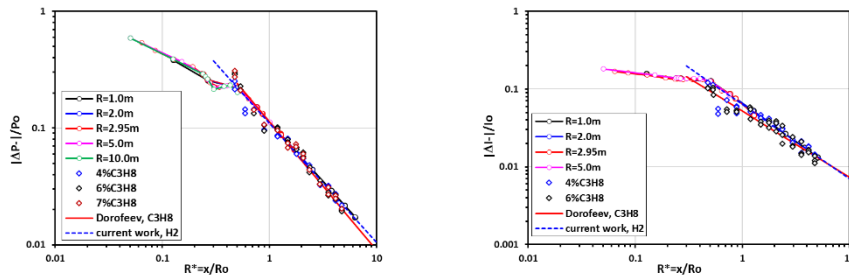 |ΔP-|/Po
1
0.1
0.01
R=1.0m
R=2.0m
R=2.95m
R=5.0m
R=10.0m
4%C3H8
6%C3H8
7%C3H8
Dorofeev, C3H8
current work, H2
0.01
0.1
1
10
R*=x/Ro
|ΔI-|/Io
1
0.1
0.01
0.001
R=1.0m
R=2.0m
R=2.95m
R=5.0m
4%C3H8
6%C3H8
Dorofeev, C3H8
current work, H2
0.01
0.1
1
10
R*=x/Ro